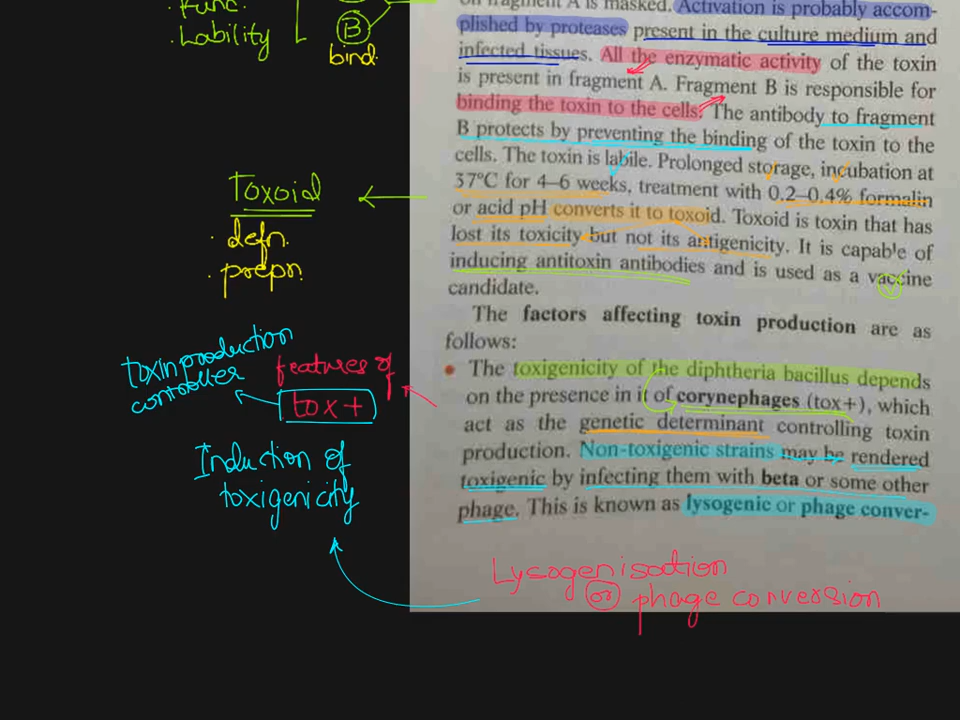 Func.
. Lability
B
bind
Toxoid
. defn.
. prepn.
toxin production
controller
features of
tox+
Induction of
toxigenicity
on fragment A is masked. Activation is probably accom-
plished by proteases present in the culture medium and
infected tissues. All the enzymatic activity of the toxin
is present in fragment A. Fragment B is responsible for
binding the toxin to the cells. The antibody to fragment
B protects by preventing the binding of the toxin to the
cells. The toxin is labile. Prolonged storage, incubation at
37°C for 4–6 weeks, treatment with 0.2–0.4% formalin
or acid pH converts it to toxoid. Toxoid is toxin that has
lost its toxicity but not its antigenicity. It is capable of
inducing antitoxin antibodies and is used as a vaccine
candidate.
The factors affecting toxin production are as
follows:
• The toxigenicity of the diphtheria bacillus depends
on the presence in it of corynephages (tox+), which
act as the genetic determinant controlling toxin
production. Non-toxigenic strains may be rendered
toxigenic by infecting them with beta or some other
phage. This is known as lysogenic or phage conver-
Lysogenisation
or phage conversion